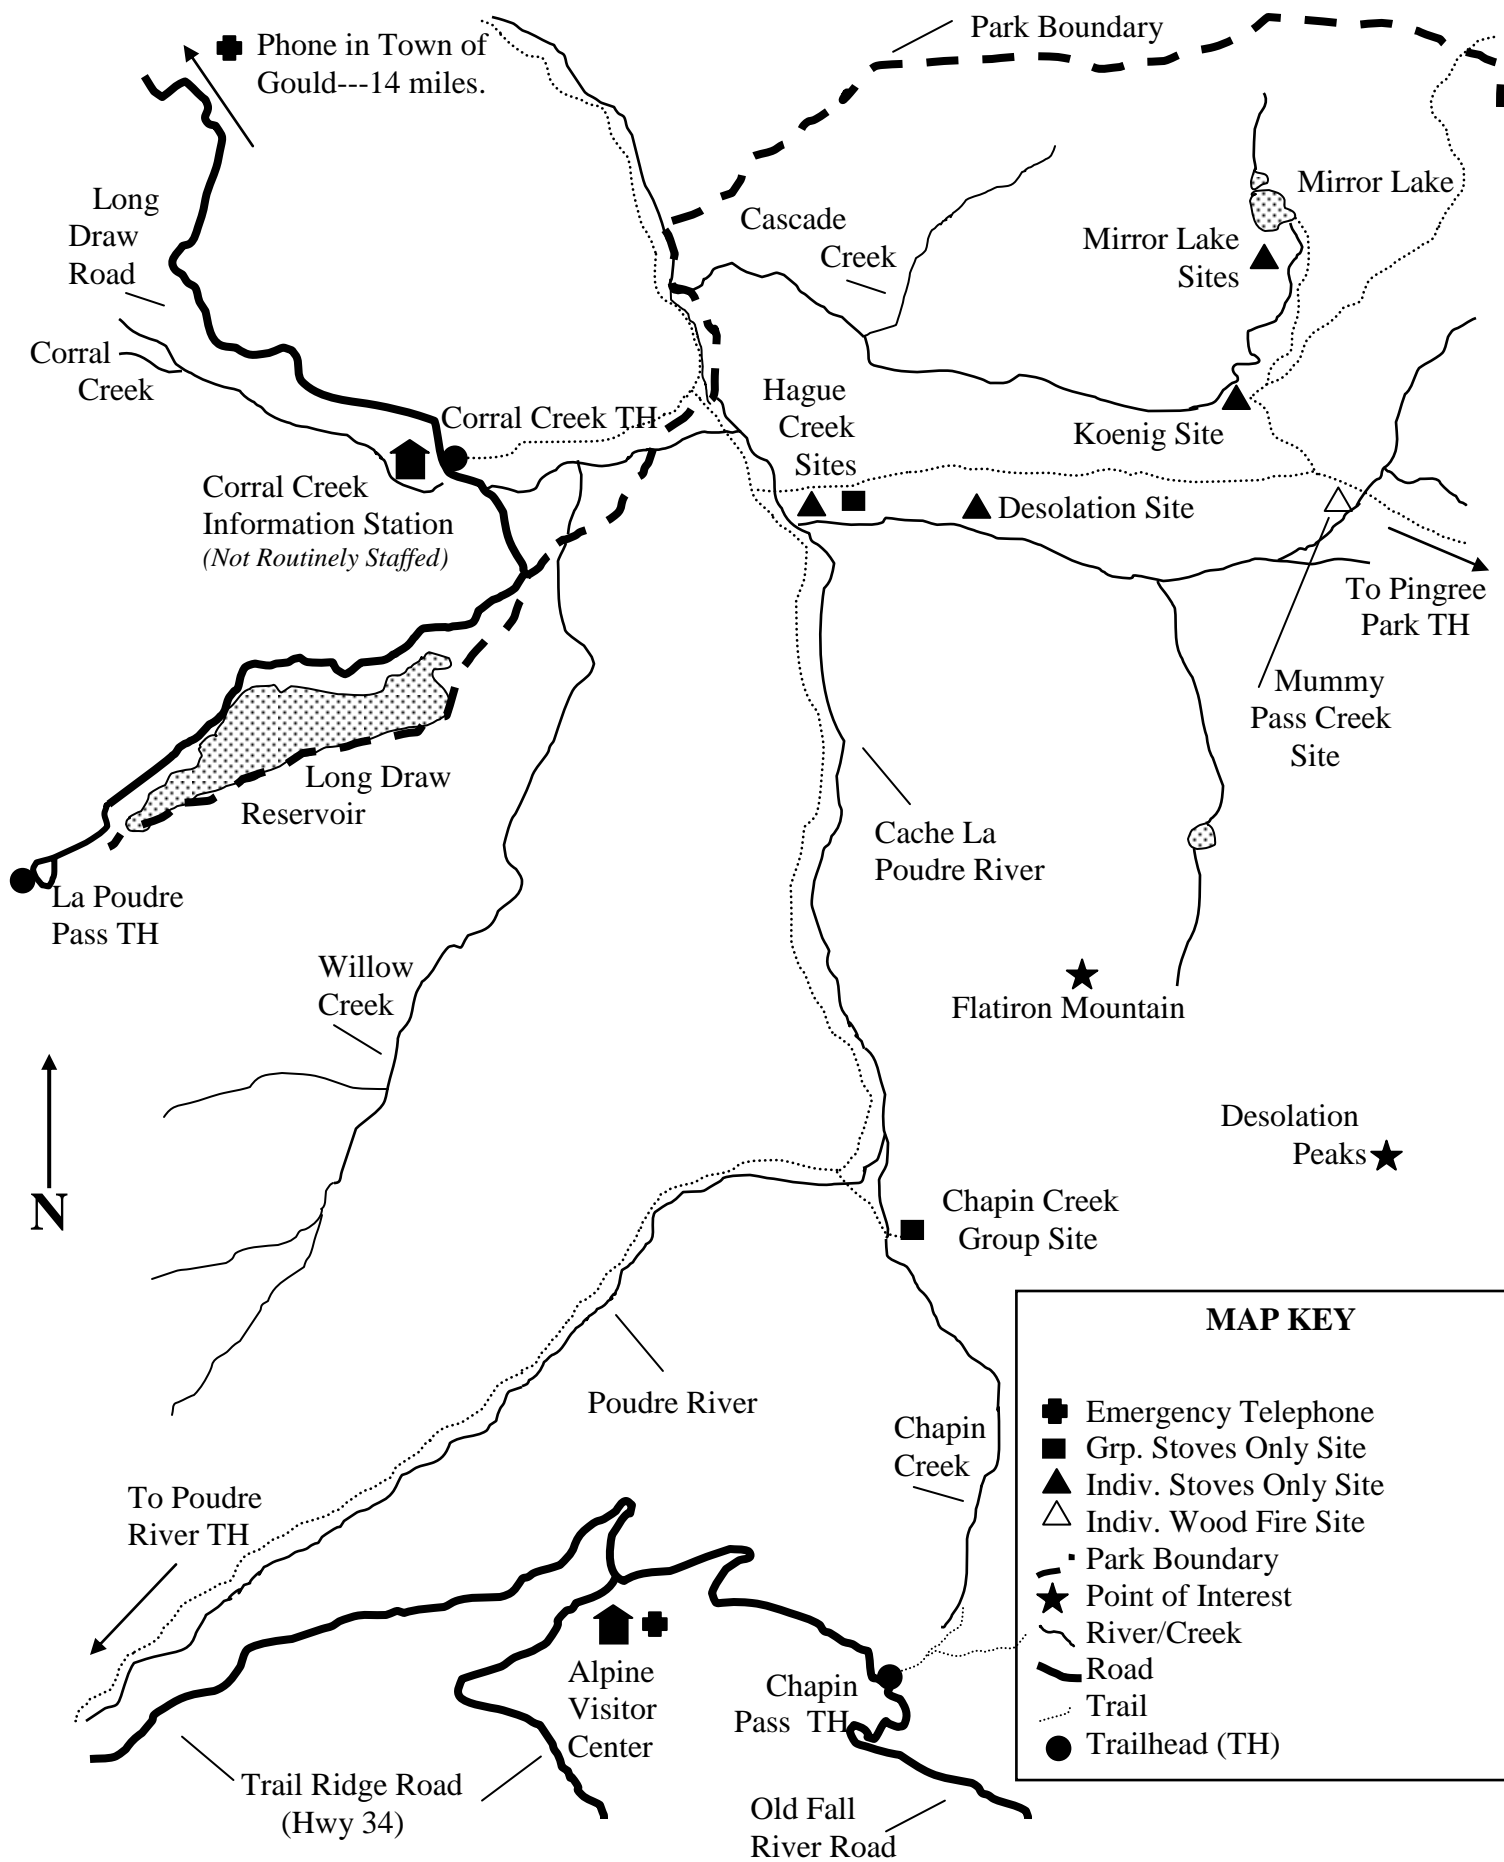 Phone in Town of
Gould---14 miles.
Park Boundary
Long
Draw
Road
Mirror Lake
Cascade
Creek
Mirror Lake
Sites
Corral
Creek
Corral Creek TH
Hague
Creek
Sites
Koenig Site
Corral Creek
Information Station
(Not Routinely Staffed)
Desolation Site
To Pingree
Park TH
Mummy
Pass Creek
Site
Long Draw
Reservoir
Cache La
Poudre River
La Poudre
Pass TH
Willow
Creek
Flatiron Mountain
N
Desolation
Peaks
Chapin Creek
Group Site
Poudre River
Chapin
Creek
To Poudre
River TH
Alpine
Visitor
Center
Chapin
Pass TH
Trail Ridge Road
(Hwy 34)
Old Fall
River Road
MAP KEY
Emergency Telephone
Grp. Stoves Only Site
Indiv. Stoves Only Site
Indiv. Wood Fire Site
Park Boundary
Point of Interest
River/Creek
Road
Trail
Trailhead (TH)